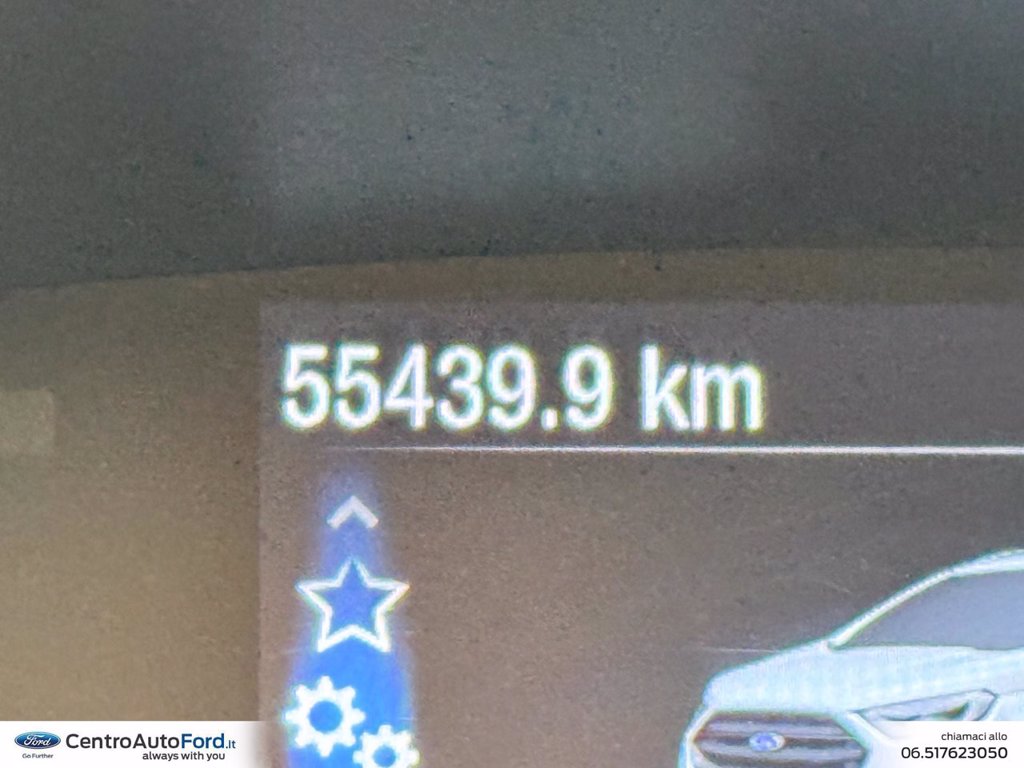 55439.9 km
Ford
Go Further
CentroAutoFord.it
always with you
chiamaci allo
06.517623050